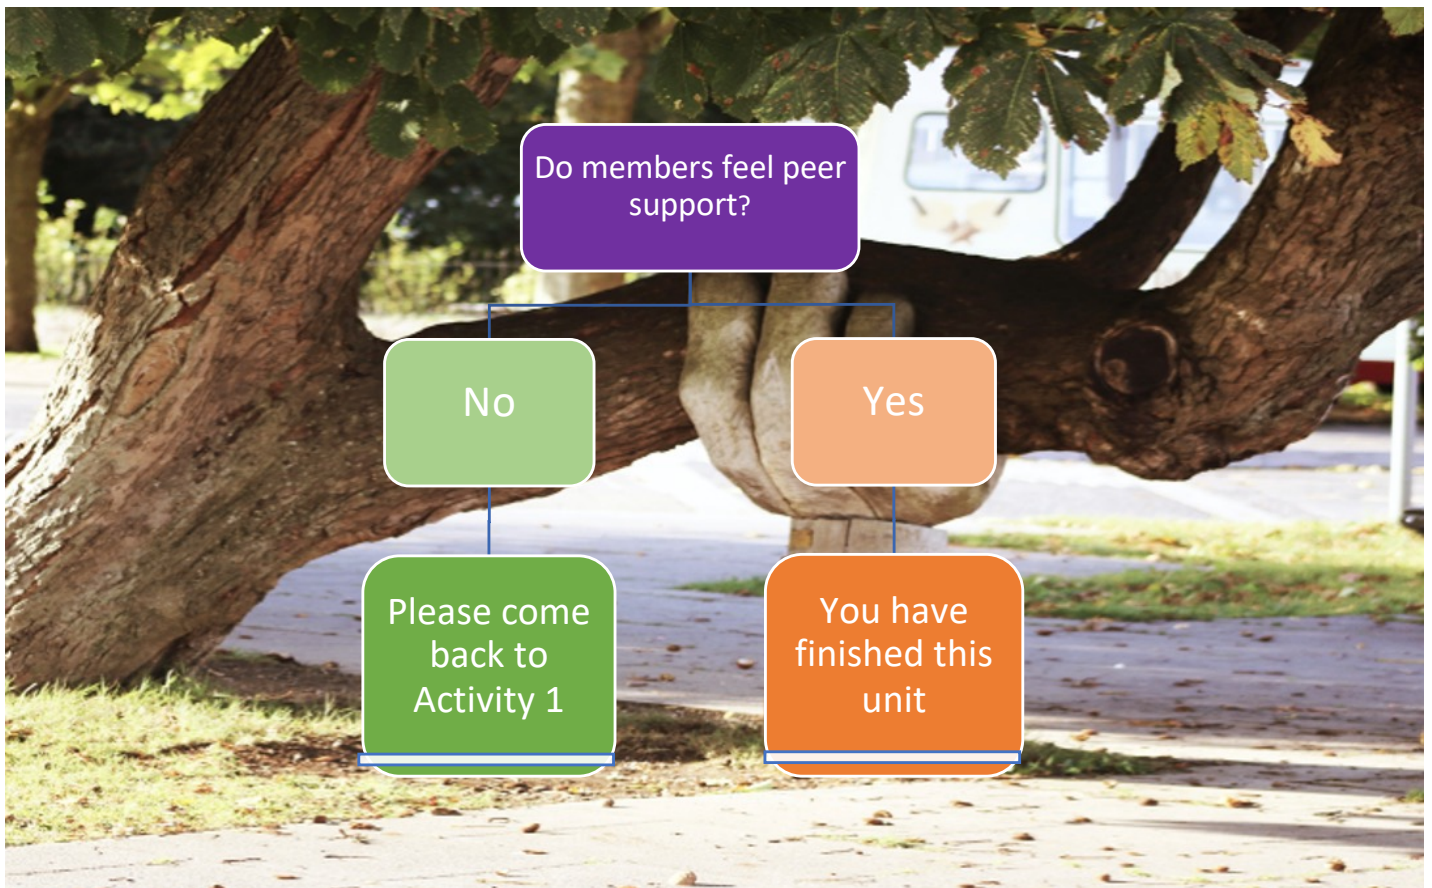 Do members feel peer
support?
No
Yes
Please come
back to
Activity 1
You have
finished this
unit